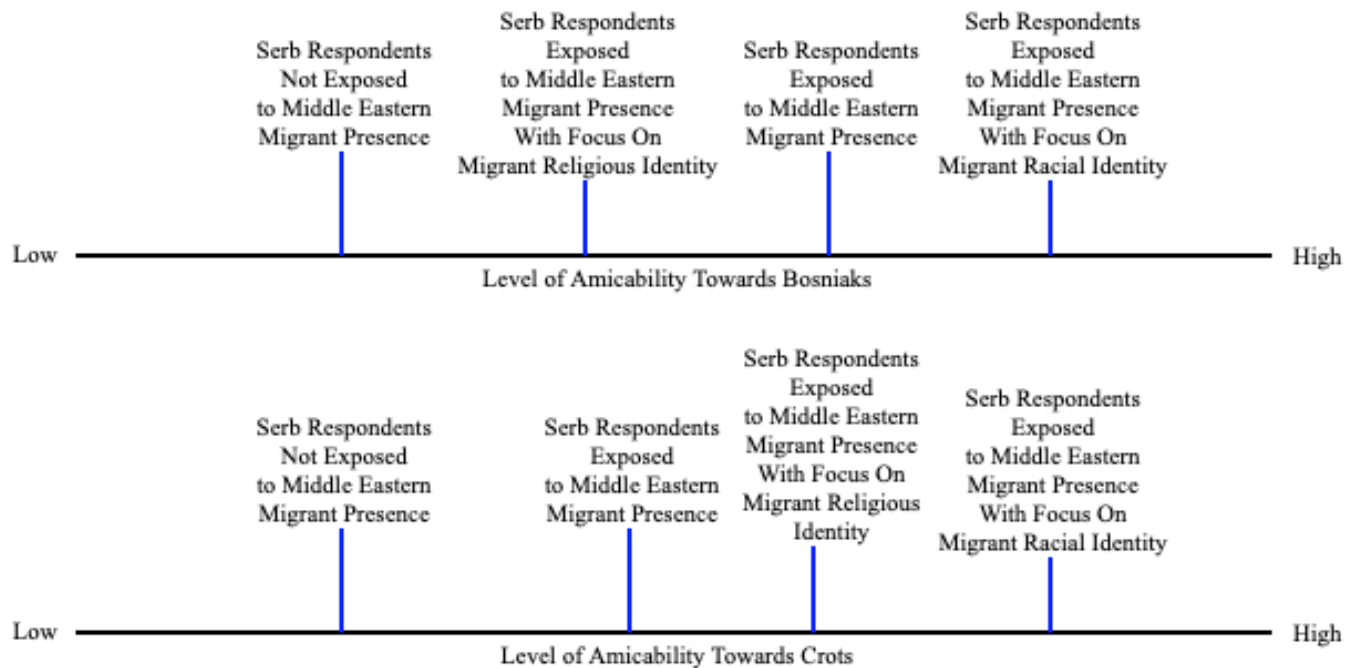 Serb Respondents
Not Exposed
to Middle Eastern
Migrant Presence
Serb Respondents
Exposed
to Middle Eastern
Migrant Presence
With Focus On
Migrant Religious Identity
Serb Respondents
Exposed
to Middle Eastern
Migrant Presence
Serb Respondents
Exposed
to Middle Eastern
Migrant Presence
With Focus On
Migrant Racial Identity
Low
High
Level of Amicability Towards Bosniaks
Serb Respondents
Not Exposed
to Middle Eastern
Migrant Presence
Serb Respondents
Exposed
to Middle Eastern
Migrant Presence
Serb Respondents
Exposed
to Middle Eastern
Migrant Presence
With Focus On
Migrant Religious
Identity
Serb Respondents
Exposed
to Middle Eastern
Migrant Presence
With Focus On
Migrant Racial Identity
Low
High
Level of Amicability Towards Crots